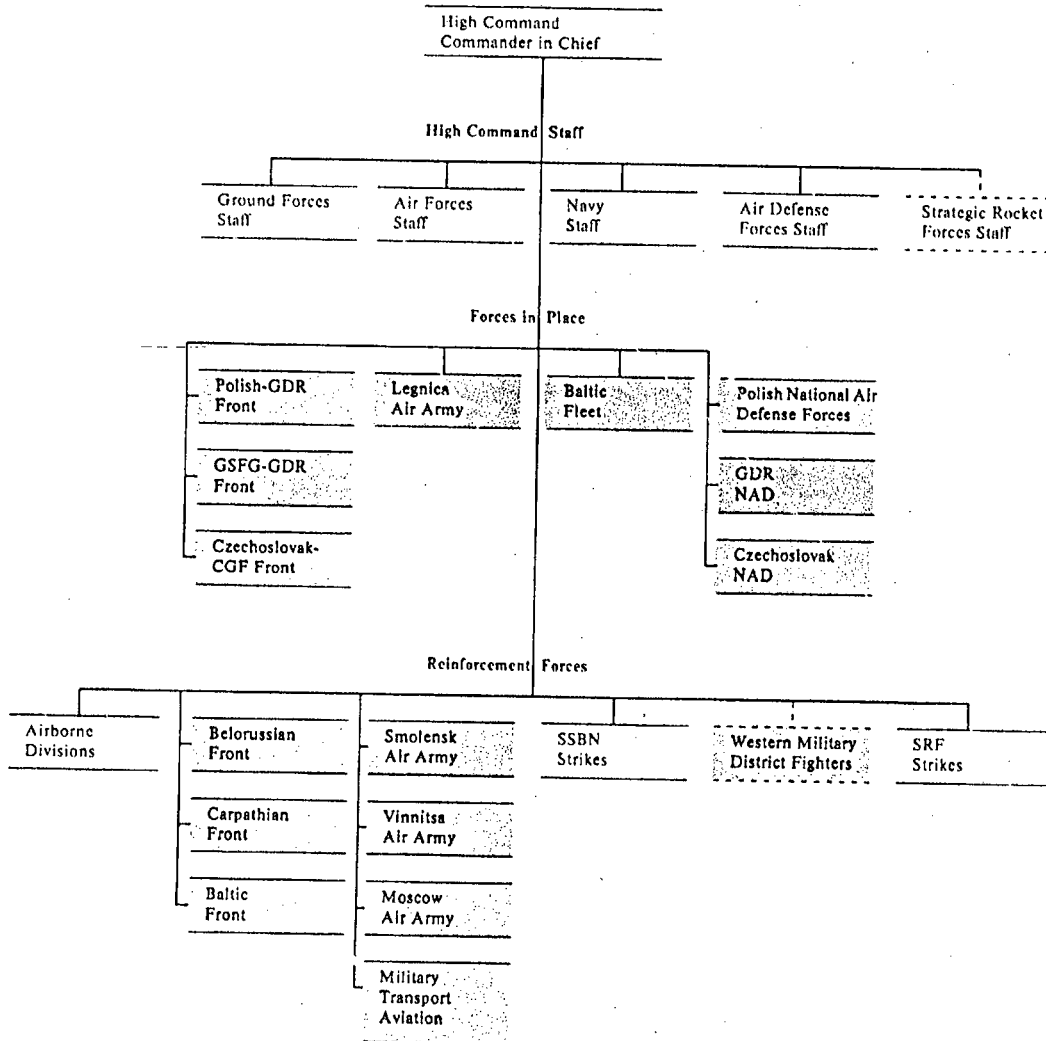 High Command
Commander in Chief
High Command Staff
Ground Forces
Staff
Air Forces
Staff
Navy
Staff
Air Defense
Forces Staff
Strategic Rocket
Forces Staff
Forces in Place
Polish-GDR
Front
Legnica
Air Army
Baltic
Fleet
Polish National Air
Defense Forces
GSFG-GDR
Front
GDR
NAD
Czechoslovak-
CGF Front
Czechoslovak
NAD
Reinforcement Forces
Airborne
Divisions
Belorussian
Front
Smolensk
Air Army
SSBN
Strikes
Western Military
District Fighters
SRF
Strikes
Carpathian
Front
Vinnitsa
Air Army
Baltic
Front
Moscow
Air Army
Military
Transport
Aviation